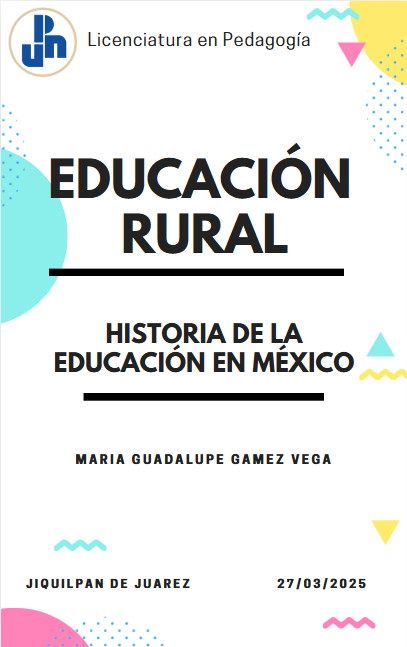 upn
Licenciatura en Pedagogía
EDUCACIÓN
RURAL
HISTORIA DE LA
EDUCACIÓN EN MÉXICO
MARIA GUADALUPE GAMEZ VEGA
JIQUILPAN DE JUAREZ 27/03/2025